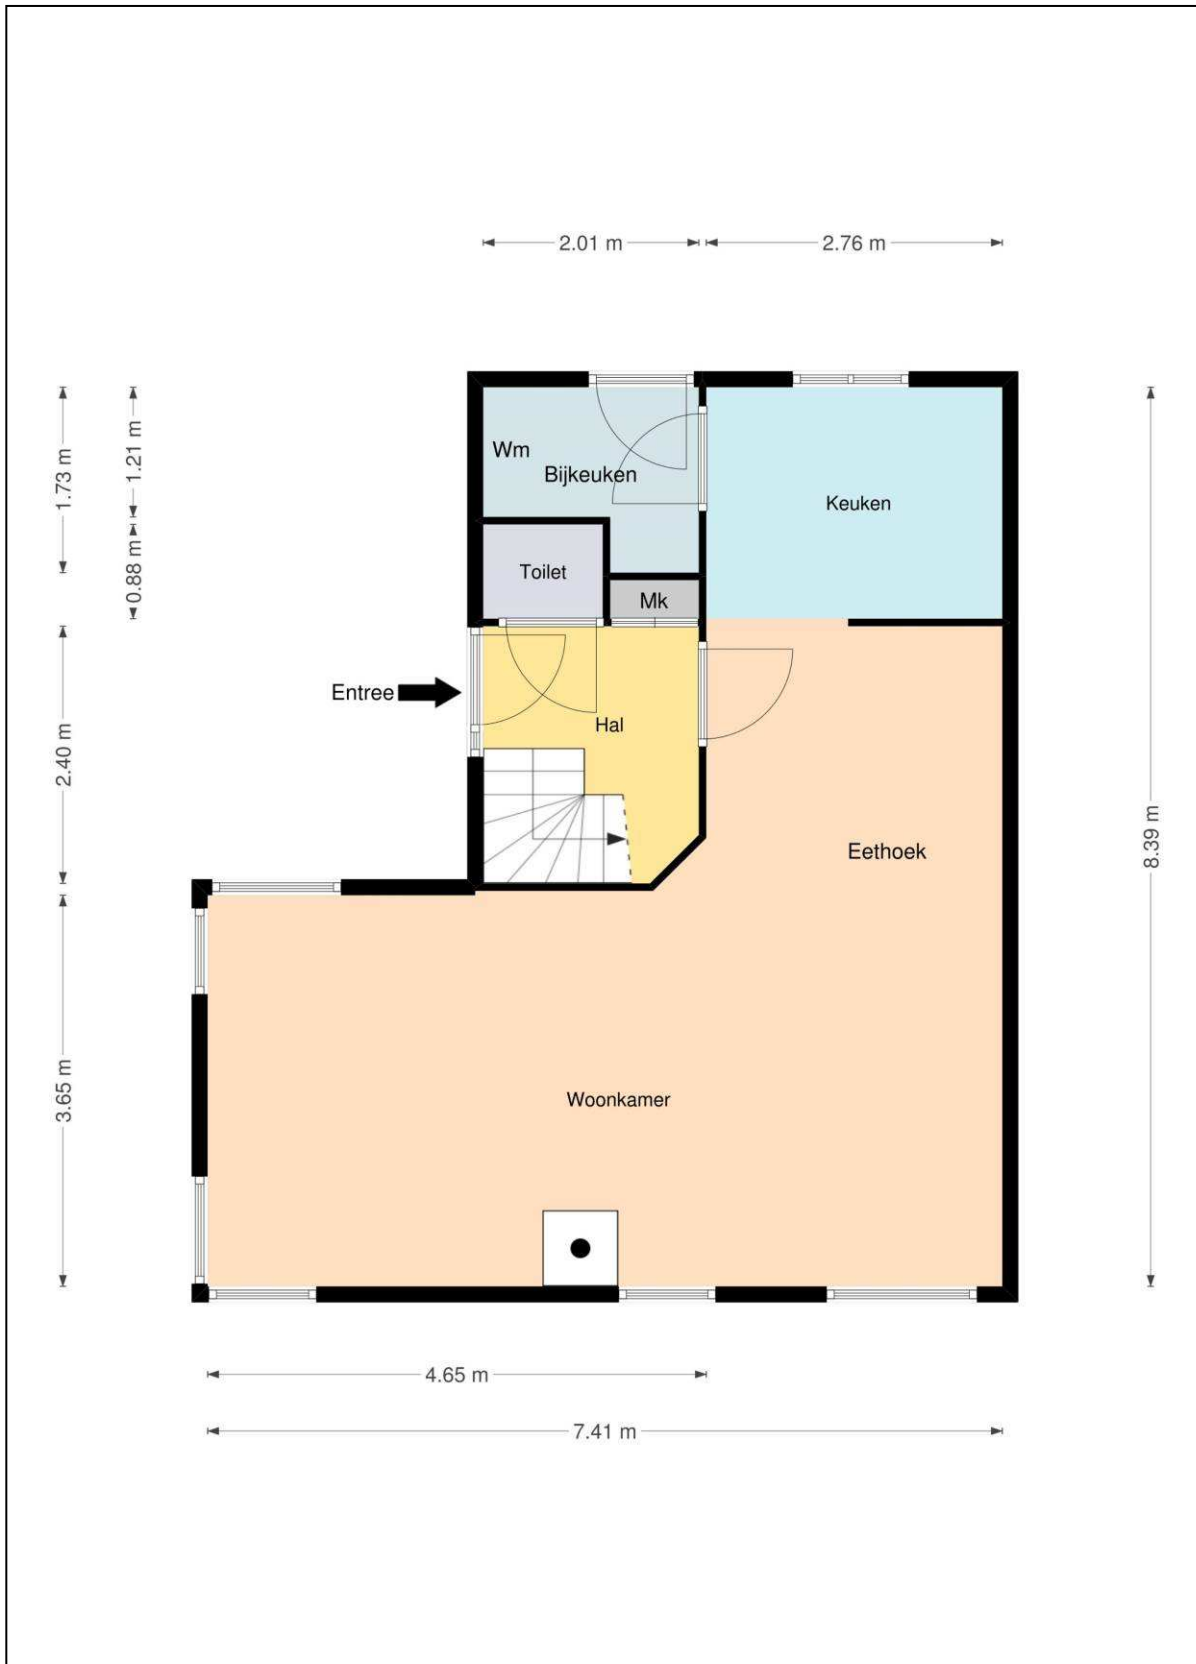 2.01 m
2.76 m
1.73 m
1.21 m
0.88 m
Wm
Bijkeuken
Keuken
Toilet
Mk
Entree
Hal
2.40 m
Eethoek
8.39 m
3.65 m
Woonkamer
4.65 m
7.41 m